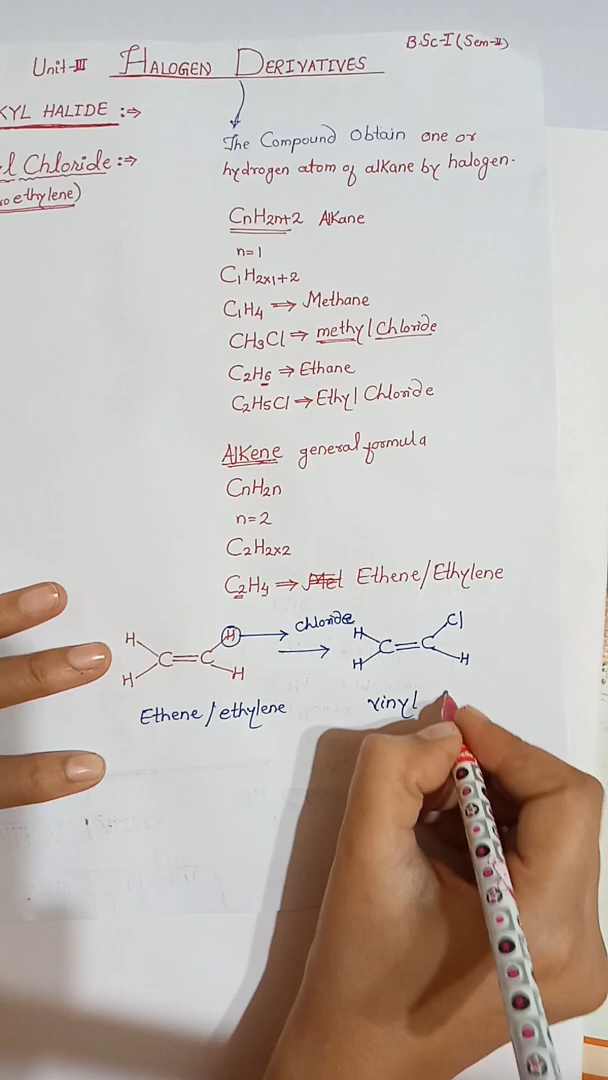 B.Sc-I (Sem-II)
Unit-III HALOGEN DERIVATIVES
KYL HALIDE :⇒
The Compound Obtain one or
hydrogen atom of alkane by halogen.
l Chloride :⇒
oethylene)
CnH2n+2 Alkane
n=1
C1H2x1+2
C1H4 ⇒ Methane
CH3Cl ⇒ methyl Chloride
C2H6 ⇒ Ethane
C2H5Cl ⇒ Ethyl Chloride
Alkene general formula
CnH2n
n=2
C2H2x2
C2H4 ⇒ Ethene/Ethylene
H H → chloride H Cl
C=C → C=C
H H H H
Ethene/ethylene vinyl